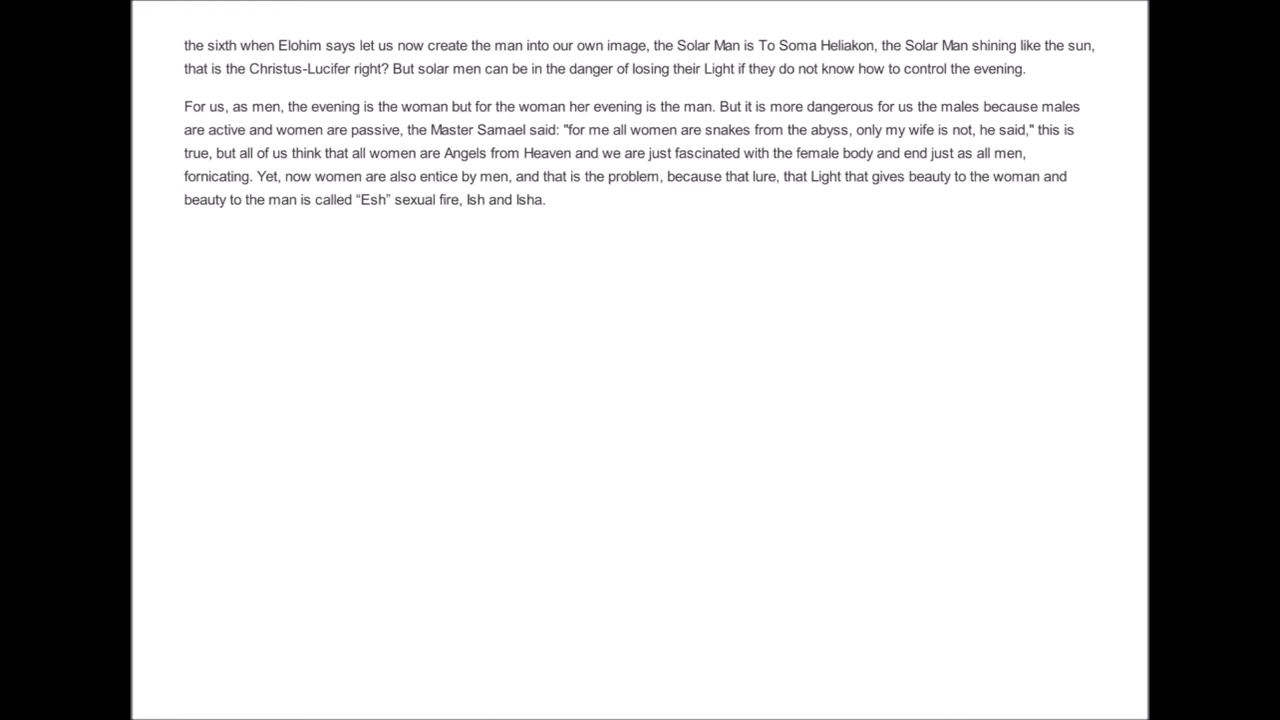 the sixth when Elohim says let us now create the man into our own image, the Solar Man is To Soma Heliakon, the Solar Man shining like the sun,
that is the Christus-Lucifer right? But solar men can be in the danger of losing their Light if they do not know how to control the evening.
For us, as men, the evening is the woman but for the woman her evening is the man. But it is more dangerous for us the males because males
are active and women are passive, the Master Samael said: "for me all women are snakes from the abyss, only my wife is not, he said," this is
true, but all of us think that all women are Angels from Heaven and we are just fascinated with the female body and end just as all men,
fornicating. Yet, now women are also entice by men, and that is the problem, because that lure, that Light that gives beauty to the woman and
beauty to the man is called “Esh” sexual fire, Ish and Isha.